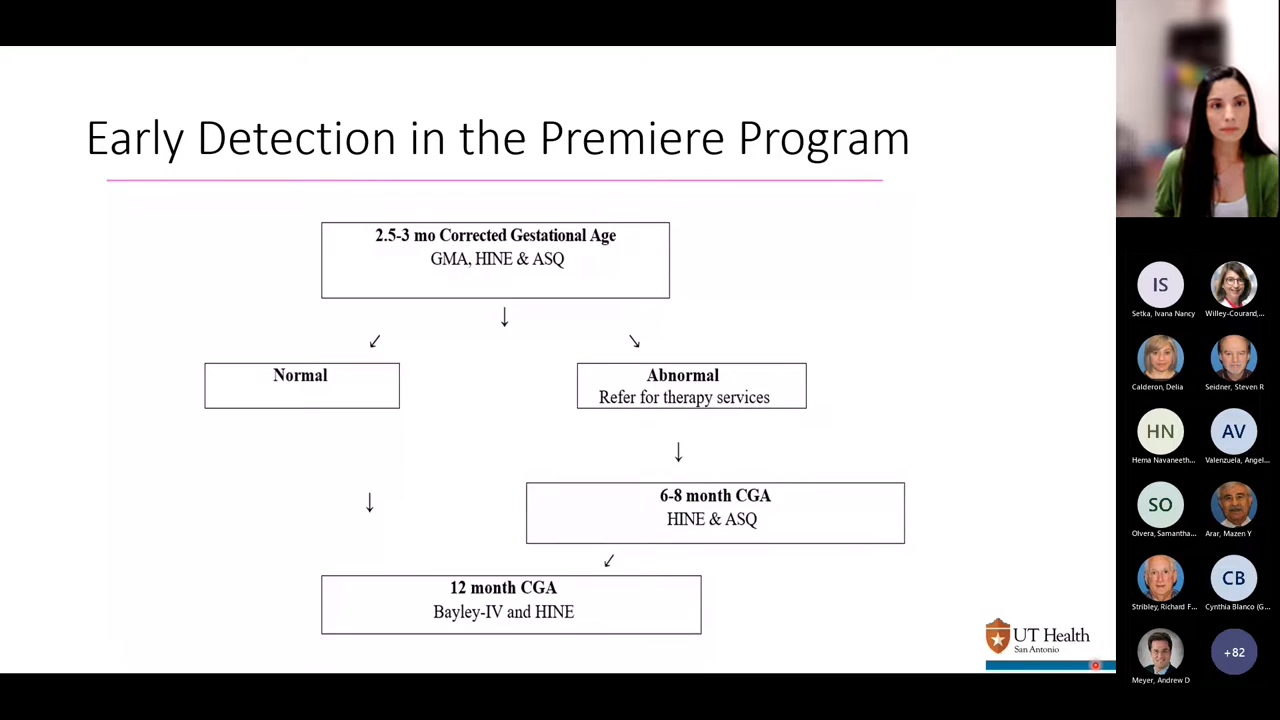 Early Detection in the Premiere Program
2.5-3 mo Corrected Gestational Age
GMA, HINE & ASQ
Normal
Abnormal
Refer for therapy services
6-8 month CGA
HINE & ASQ
12 month CGA
Bayley-IV and HINE
UT Health
San Antonio
IS
Setka, Ivana Nancy
Willey-Courand,...
Calderon, Delia
Seidner, Steven R
HN
Hema Navaneeth...
AV
Valenzuela, Angel...
SO
Olvera, Samantha...
Arar, Mazen Y
Stribley, Richard F...
CB
Cynthia Blanco (G...
Meyer, Andrew D
+82